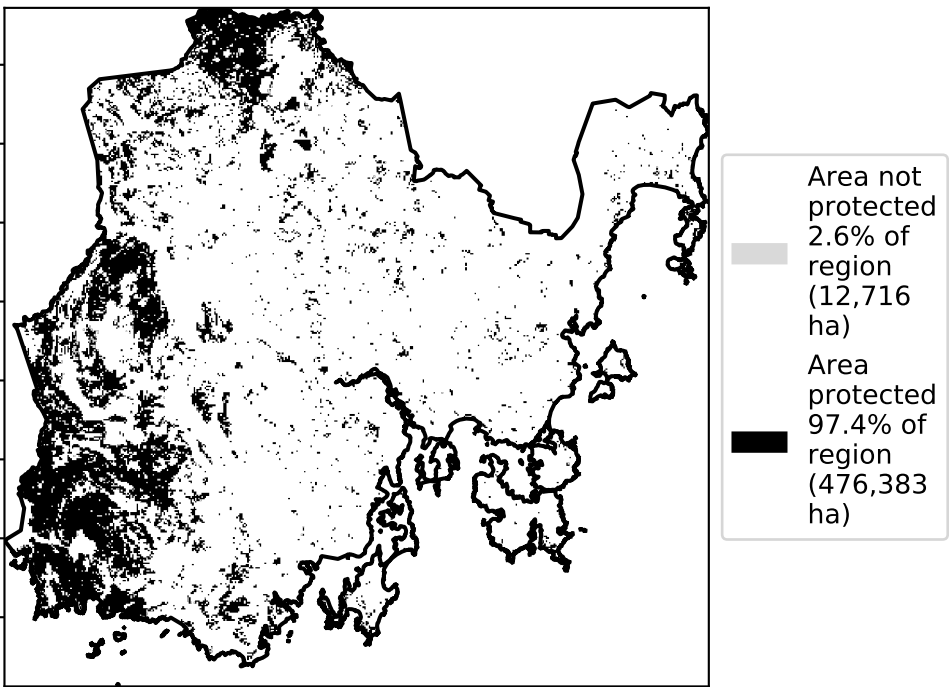 Area not
protected
2.6% of
region
(12,716
ha)
Area
protected
97.4% of
region
(476,383
ha)